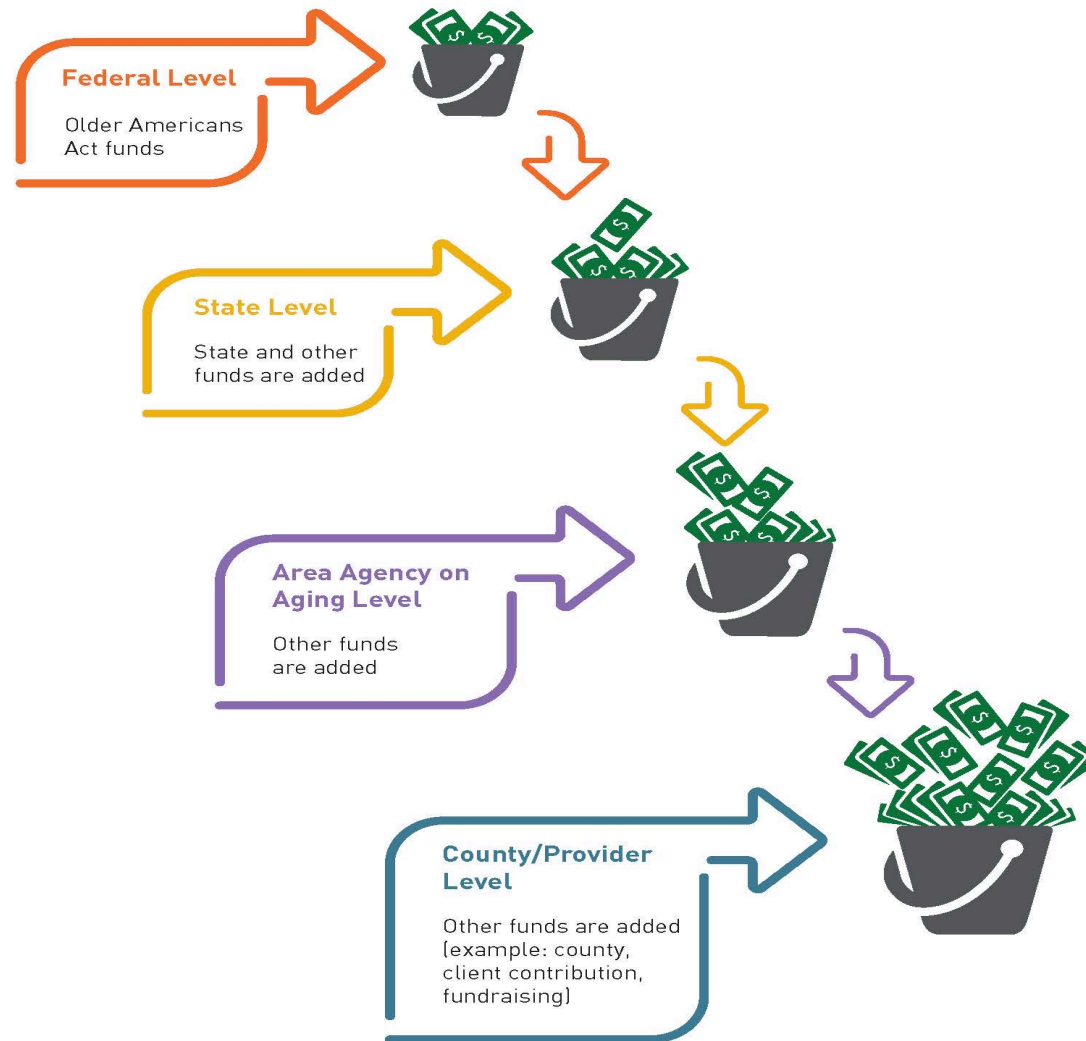 Federal Level
Older Americans
Act funds
State Level
State and other
funds are added
Area Agency on
Aging Level
Other funds
are added
County/Provider
Level
Other funds are added
(example: county,
client contribution,
fundraising)